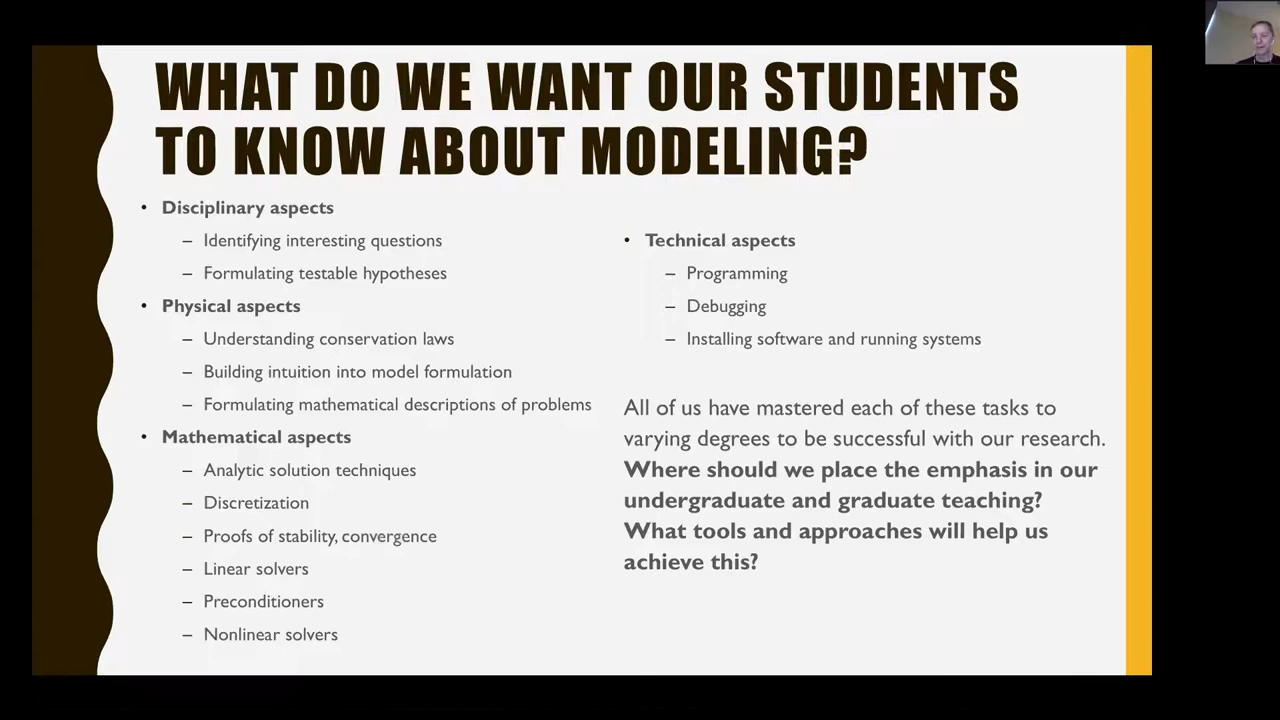 WHAT DO WE WANT OUR STUDENTS
TO KNOW ABOUT MODELING?
• Disciplinary aspects
– Identifying interesting questions
– Formulating testable hypotheses
• Physical aspects
– Understanding conservation laws
– Building intuition into model formulation
– Formulating mathematical descriptions of problems
• Mathematical aspects
– Analytic solution techniques
– Discretization
– Proofs of stability, convergence
– Linear solvers
– Preconditioners
– Nonlinear solvers
• Technical aspects
– Programming
– Debugging
– Installing software and running systems
All of us have mastered each of these tasks to
varying degrees to be successful with our research.
Where should we place the emphasis in our
undergraduate and graduate teaching?
What tools and approaches will help us
achieve this?